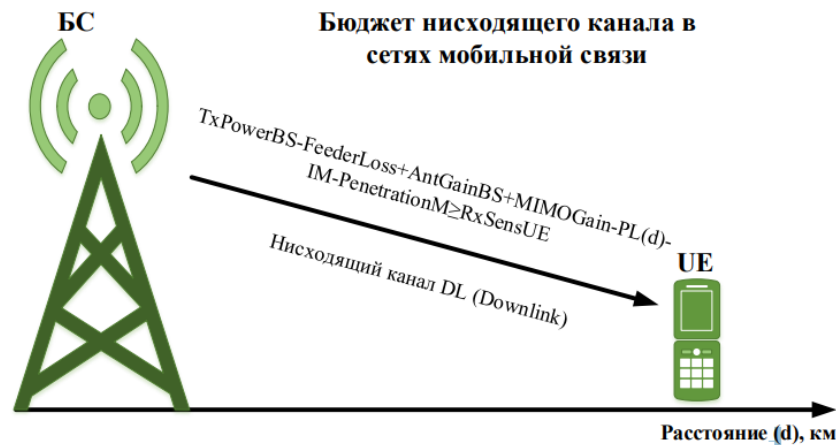 БС
Бюджет нисходящего канала в
сетях мобильной связи
TxPowerBS-FeederLoss+AntGainBS+MIMOGain-PL(d)-
IM-PenetrationM≥RxSensUE
Нисходящий канал DL (Downlink)
UE
Расстояние (d), км